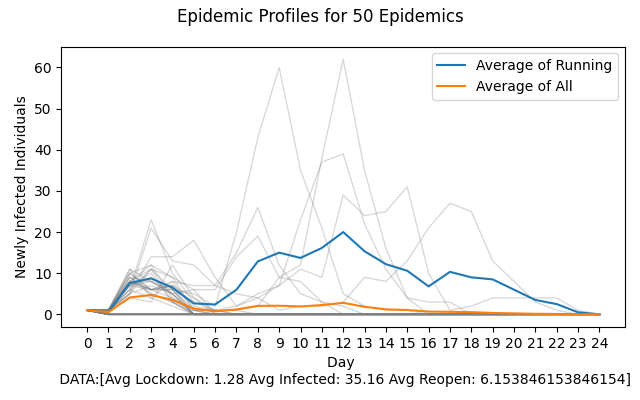 Epidemic Profiles for 50 Epidemics
Newly Infected Individuals
60
50
40
30
20
10
0
Average of Running
Average of All
0 1 2 3 4 5 6 7 8 9 10 11 12 13 14 15 16 17 18 19 20 21 22 23 24
Day
DATA:[Avg Lockdown: 1.28 Avg Infected: 35.16 Avg Reopen: 6.153846153846154]